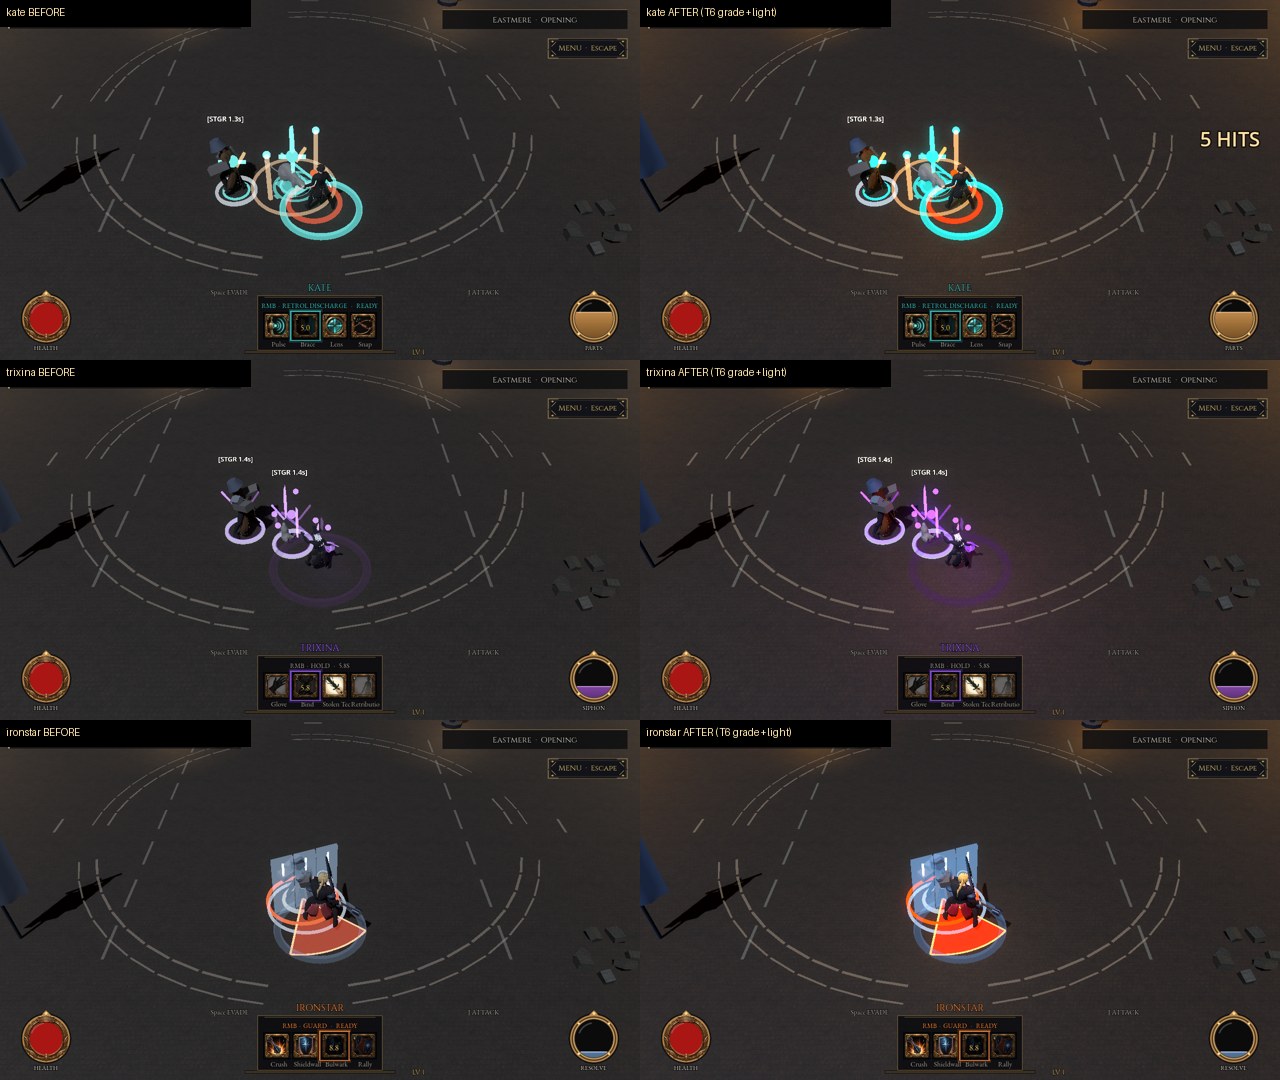 kate BEFORE
EASTMERE · OPENING
MENU · ESCAPE
[STGR 1.3s]
Space EVADE
J ATTACK
KATE
RMB · RETROL DISCHARGE · READY
5.0
Pulse Brace Lens Snap
HEALTH
PARTS
LV 1
kate AFTER (T6 grade+light)
EASTMERE · OPENING
MENU · ESCAPE
[STGR 1.3s]
5 HITS
Space EVADE
J ATTACK
KATE
RMB · RETROL DISCHARGE · READY
5.0
Pulse Brace Lens Snap
HEALTH
PARTS
LV 1
trixina BEFORE
EASTMERE · OPENING
MENU · ESCAPE
[STGR 1.4s]
[STGR 1.4s]
Space EVADE
J ATTACK
TRIXINA
RMB · HOLD · 5.8S
5.8
Glove Bind Stolen Tec Retributio
HEALTH
SIPHON
LV 1
trixina AFTER (T6 grade+light)
EASTMERE · OPENING
MENU · ESCAPE
[STGR 1.4s]
[STGR 1.4s]
Space EVADE
J ATTACK
TRIXINA
RMB · HOLD · 5.8S
5.8
Glove Bind Stolen Tec Retributio
HEALTH
SIPHON
LV 1
ironstar BEFORE
EASTMERE · OPENING
MENU · ESCAPE
Space EVADE
J ATTACK
IRONSTAR
RMB · GUARD · READY
8.8
Crush Shieldwall Bulwark Rally
HEALTH
RESOLVE
LV 1
ironstar AFTER (T6 grade+light)
EASTMERE · OPENING
MENU · ESCAPE
Space EVADE
J ATTACK
IRONSTAR
RMB · GUARD · READY
8.8
Crush Shieldwall Bulwark Rally
HEALTH
RESOLVE
LV 1